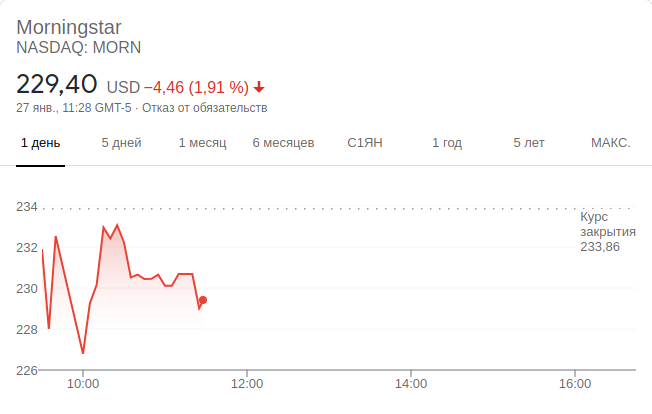 Morningstar
NASDAQ: MORN
229,40 USD −4,46 (1,91 %)
27 янв., 11:28 GMT-5 · Отказ от обязательств
1 день 5 дней 1 месяц 6 месяцев С1ЯН 1 год 5 лет МАКС.
234
Курс
закрытия
233,86
232
230
228
226
10:00 12:00 14:00 16:00